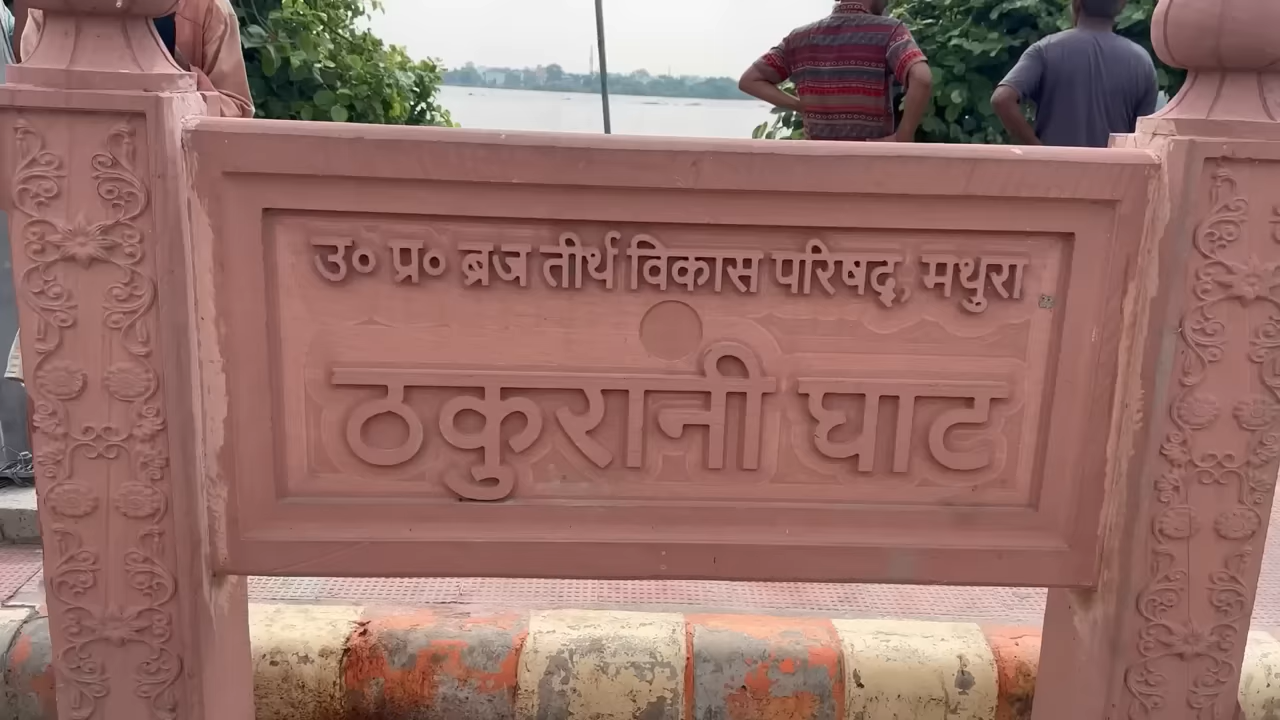 उ० प्र० ब्रज तीर्थ विकास परिषद्, मथुरा
ठकुरानी घाट